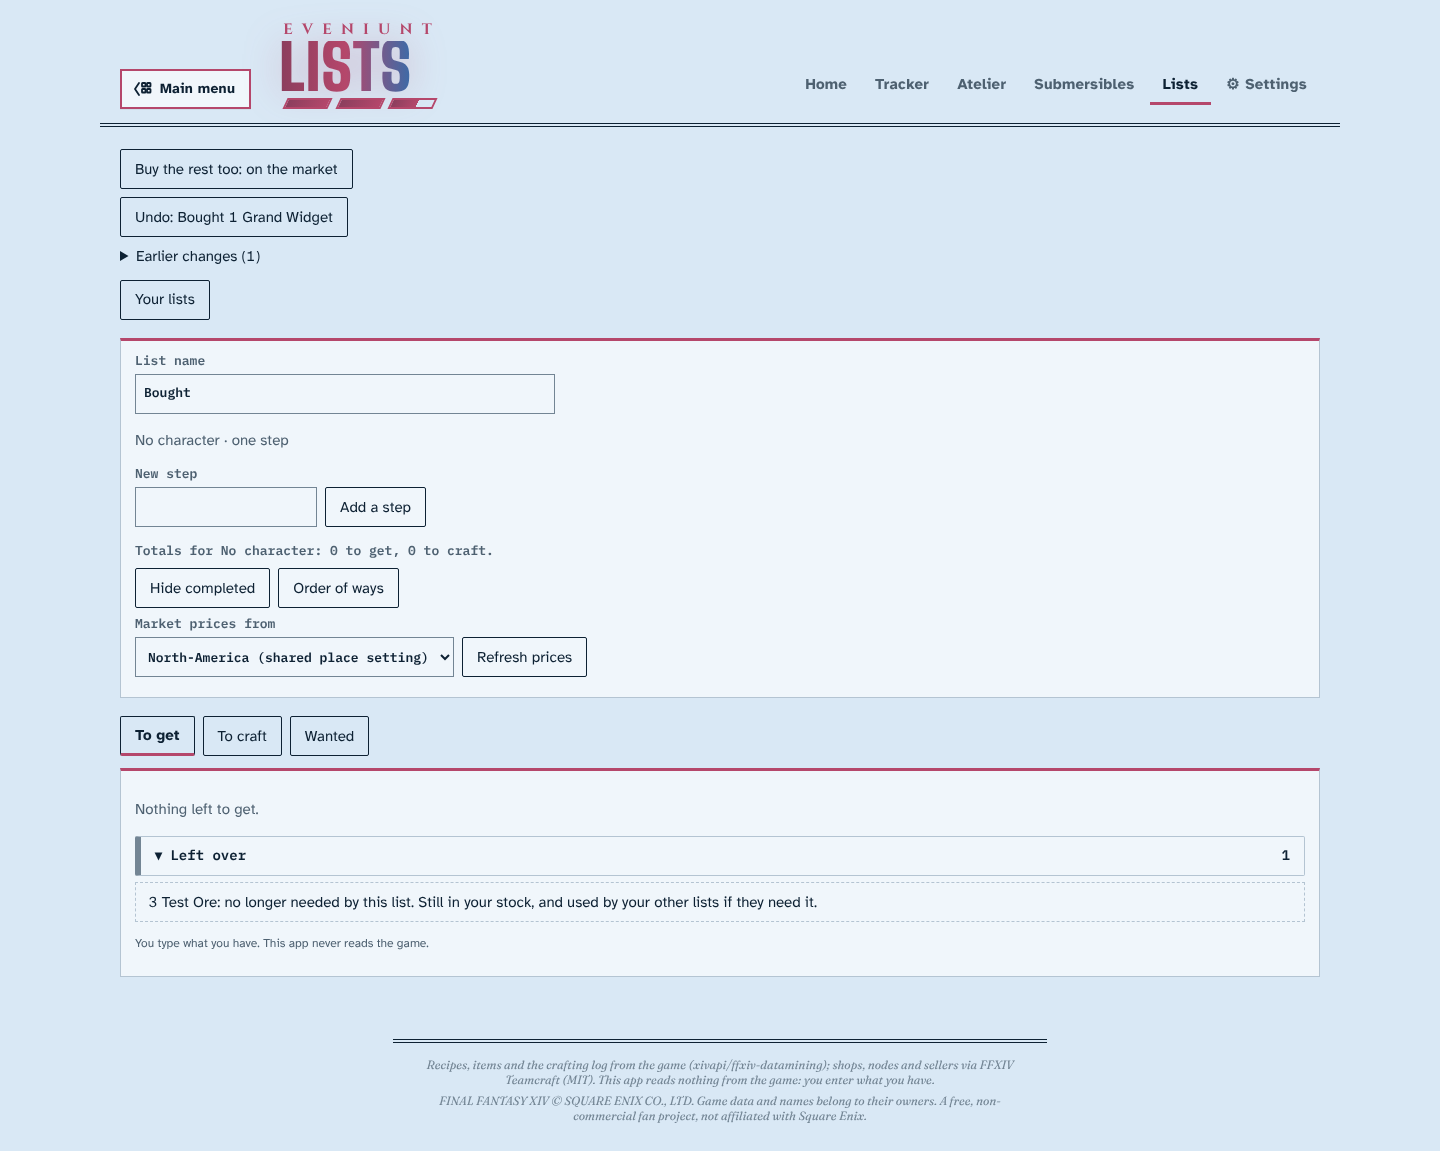 EVENIUNT
LISTS
Main menu
Home
Tracker
Atelier
Submersibles
Lists
⚙ Settings
Buy the rest too: on the market
Undo: Bought 1 Grand Widget
▶ Earlier changes (1)
Your lists
List name
Bought
No character · one step
New step
Add a step
Totals for No character: 0 to get, 0 to craft.
Hide completed
Order of ways
Market prices from
North-America (shared place setting)
Refresh prices
To get
To craft
Wanted
Nothing left to get.
▼ Left over 1
3 Test Ore: no longer needed by this list. Still in your stock, and used by your other lists if they need it.
You type what you have. This app never reads the game.
Recipes, items and the crafting log from the game (xivapi/ffxiv-datamining); shops, nodes and sellers via FFXIV
Teamcraft (MIT). This app reads nothing from the game: you enter what you have.
FINAL FANTASY XIV © SQUARE ENIX CO., LTD. Game data and names belong to their owners. A free, non-
commercial fan project, not affiliated with Square Enix.